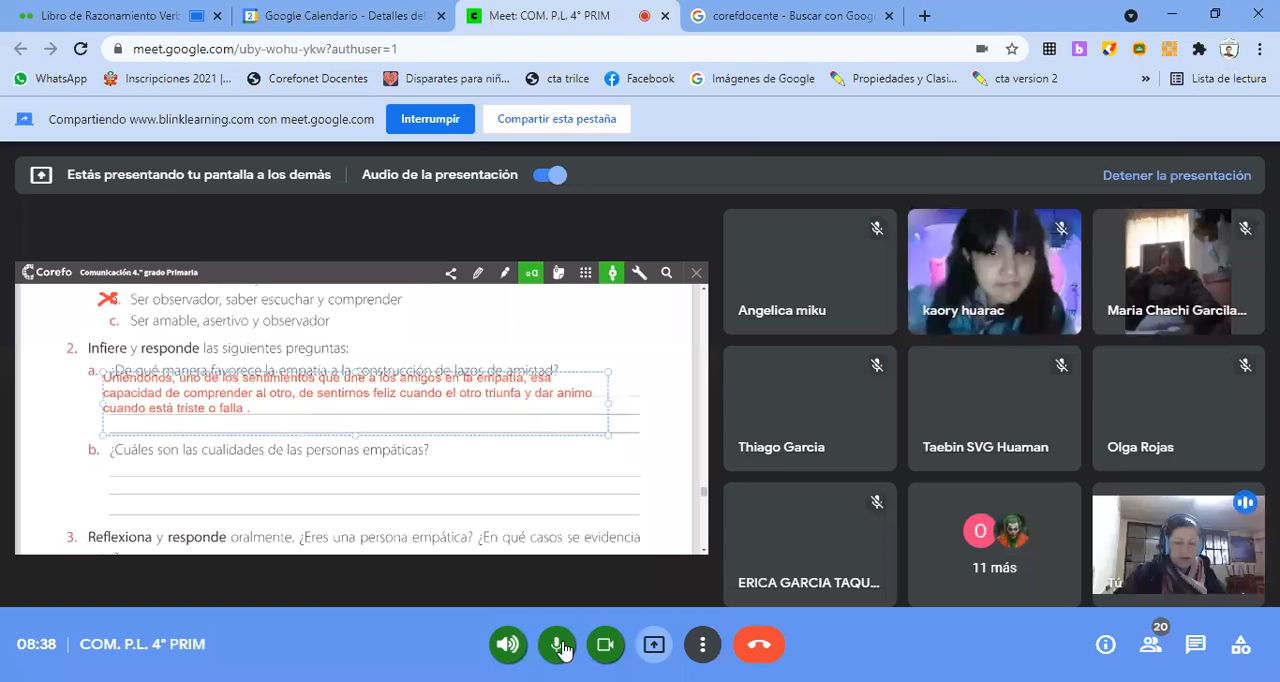 Libro de Razonamiento Verb
Google Calendario - Detalles del
Meet: COM. P.L. 4° PRIM
corefdocente - Buscar con Goog
meet.google.com/uby-wohu-ykw?authuser=1
WhatsApp
Inscripciones 2021 |...
Corefonet Docentes
Disparates para niñ...
cta trilce
Facebook
Imágenes de Google
Propiedades y Clasi...
cta version 2
»
Lista de lectura
Compartiendo www.blinklearning.com con meet.google.com
Interrumpir
Compartir esta pestaña
Estás presentando tu pantalla a los demás
Audio de la presentación
Detener la presentación
Corefo Comunicación 4.° grado Primaria
Ser observador, saber escuchar y comprender
c. Ser amable, asertivo y observador
2. Infiere y responde las siguientes preguntas:
a. ¿De qué manera favorece la empatía a la construcción de lazos de amistad?
Uniéndonos, uno de los sentimientos que une a los amigos en la empatía, esa
capacidad de comprender al otro, de sentirnos feliz cuando el otro triunfa y dar animo
cuando está triste o falla .
b. ¿Cuáles son las cualidades de las personas empáticas?
3. Reflexiona y responde oralmente. ¿Eres una persona empática? ¿En qué casos se evidencia
Angelica miku
kaory huarac
Maria Chachi Garcila...
Thiago Garcia
Taebin SVG Huaman
Olga Rojas
ERICA GARCIA TAQU...
O
11 más
Tú
08:38
COM. P.L. 4° PRIM
20